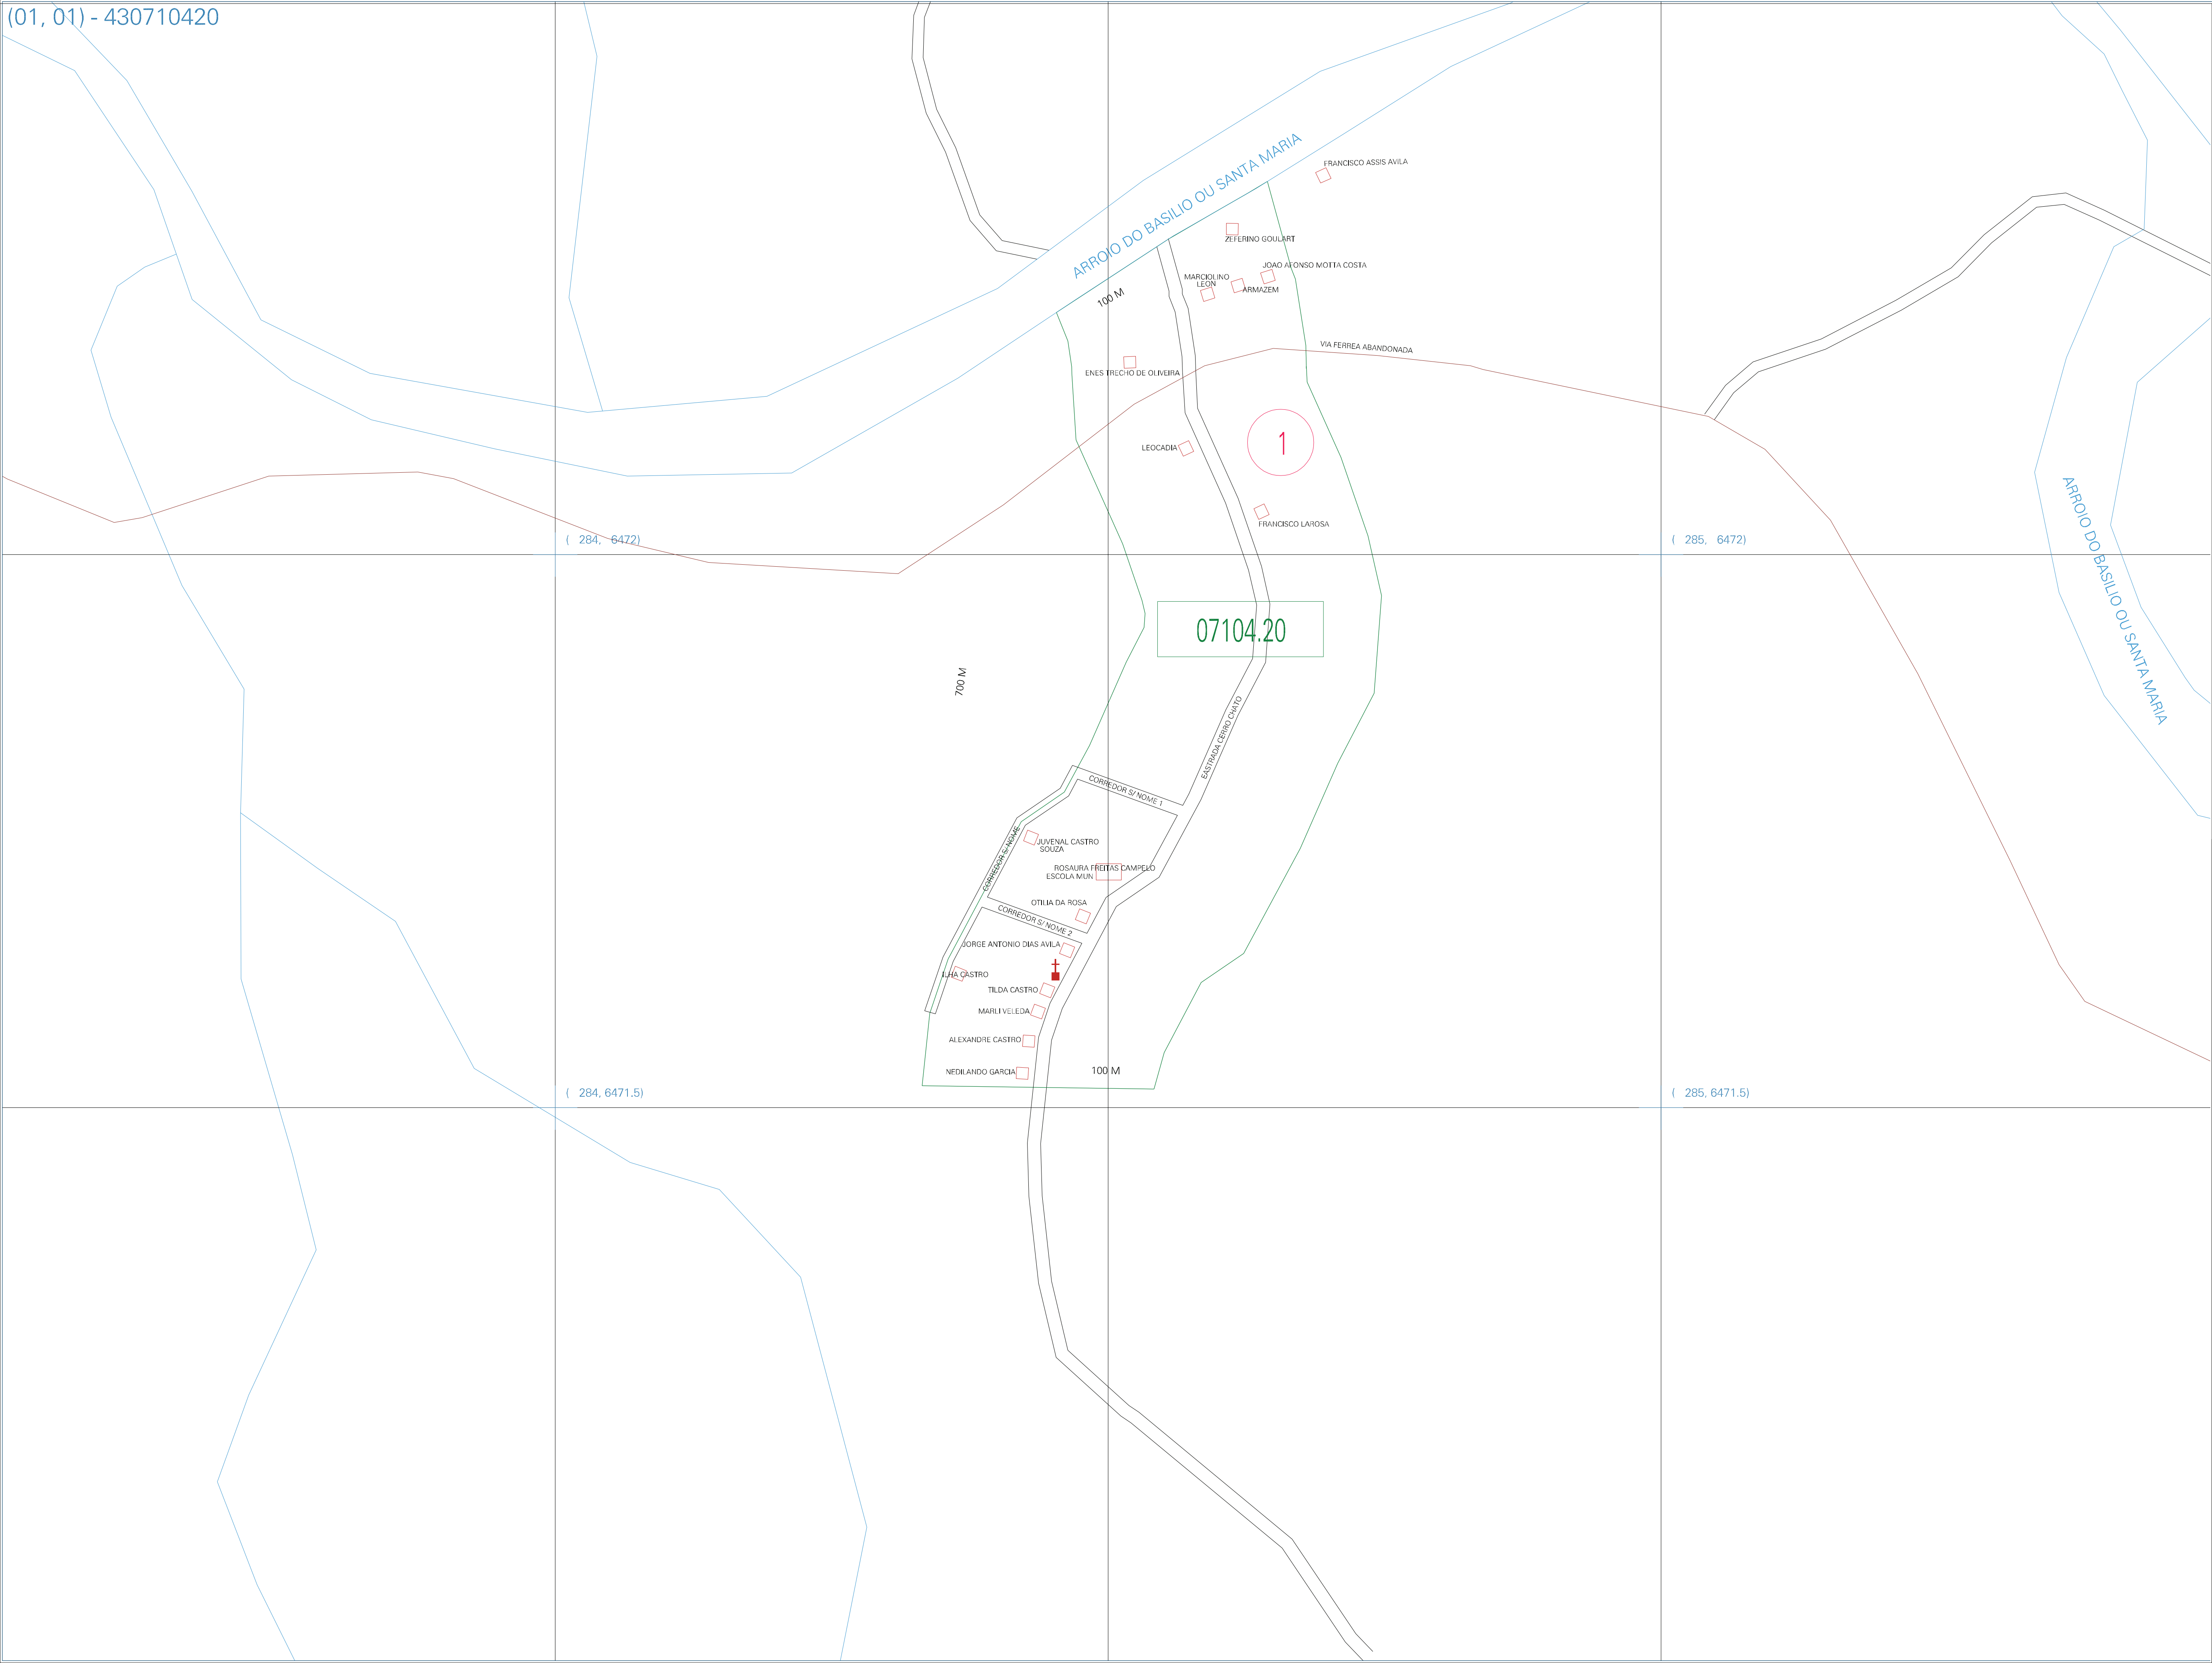 (01, 01) - 430710420
ARROIO DO BASILIO OU SANTA MARIA
FRANCISCO ASSIS AVILA
ZEFERINO GOULART
JOAO AFONSO MOTTA COSTA
MARCIOLINO
LEON
ARMAZEM
100 M
VIA FERREA ABANDONADA
ENES TRECHO DE OLIVEIRA
1
LEOCADIA
FRANCISCO LAROSA
( 284, 6472)
( 285, 6472)
ARROIO DO BASILIO OU SANTA MARIA
07104.20
700 M
EASTRADA CERRO CHATO
CORREDOR S/ NOME 1
CORREDOR S/ NOME
JUVENAL CASTRO
SOUZA
ROSAURA FREITAS CAMPELO
ESCOLA MUN
OTILIA DA ROSA
CORREDOR S/ NOME 2
JORGE ANTONIO DIAS AVILA
ILHA CASTRO
TILDA CASTRO
MARLI VELEDA
ALEXANDRE CASTRO
NEDILANDO GARCIA
100 M
( 284, 6471.5)
( 285, 6471.5)